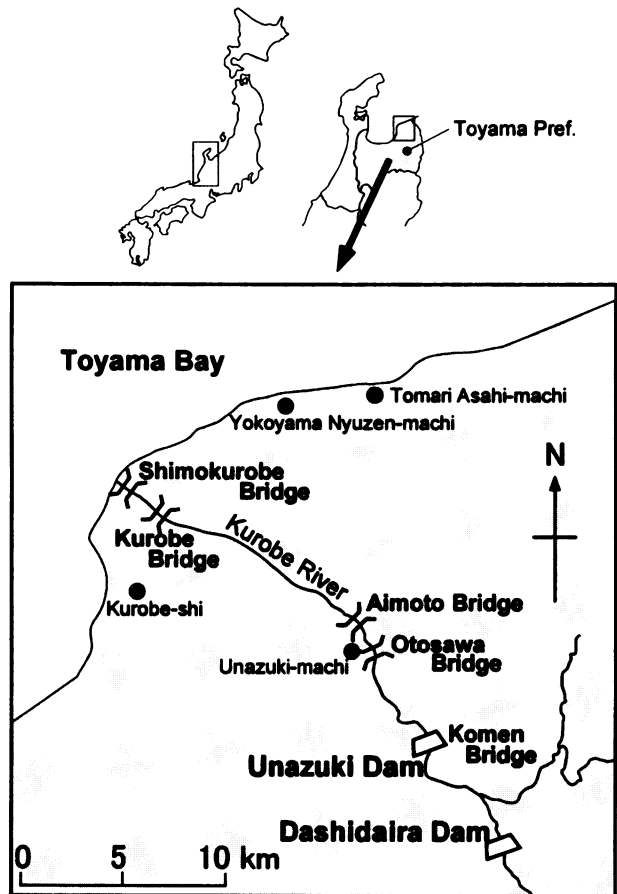 Toyama Pref.
Toyama Bay
Tomari Asahi-machi
Yokoyama Nyuzen-machi
N
Shimokurobe
Bridge
Kurobe
Bridge
Kurobe River
Kurobe-shi
Aimoto Bridge
Otosawa
Bridge
Unazuki-machi
Komen
Bridge
Unazuki Dam
Dashidaira Dam
0 5 10 km